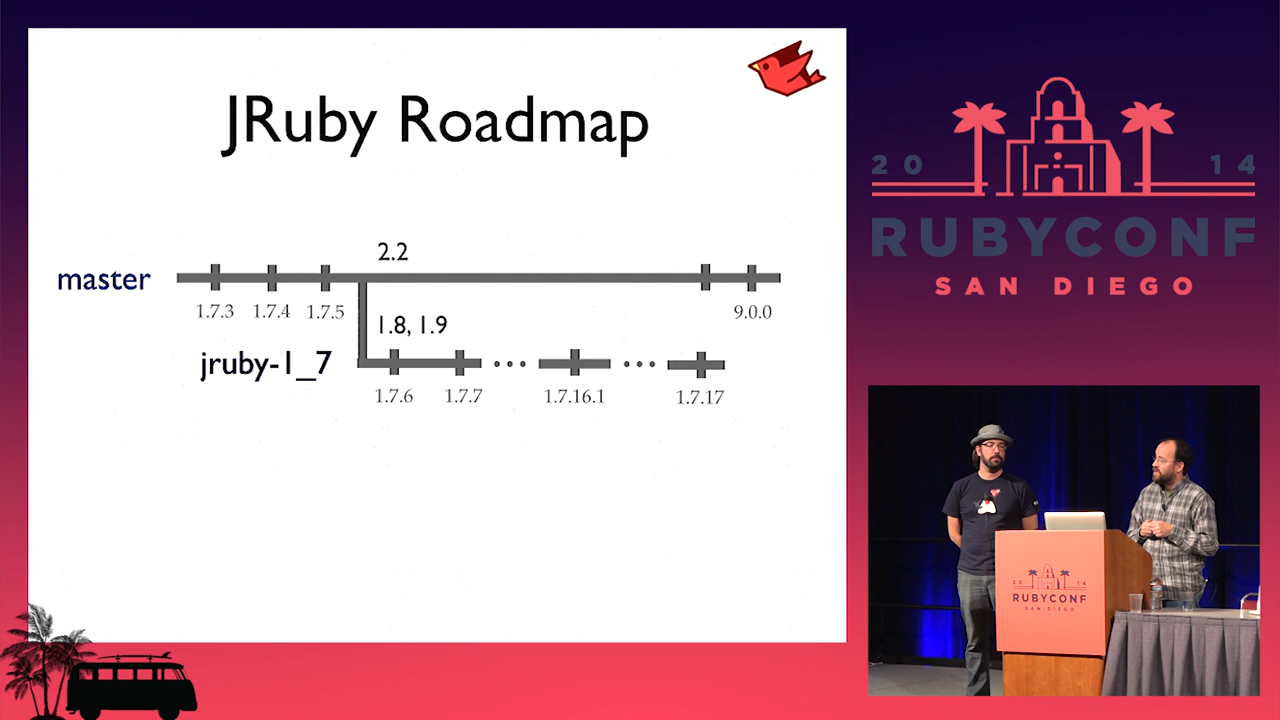 JRuby Roadmap
2.2
master
1.7.3 1.7.4 1.7.5 9.0.0
1.8, 1.9
jruby-1_7
1.7.6 1.7.7 ... 1.7.16.1 ... 1.7.17
20 14
RUBYCONF
SAN DIEGO
20 14
RUBYCONF
SAN DIEGO